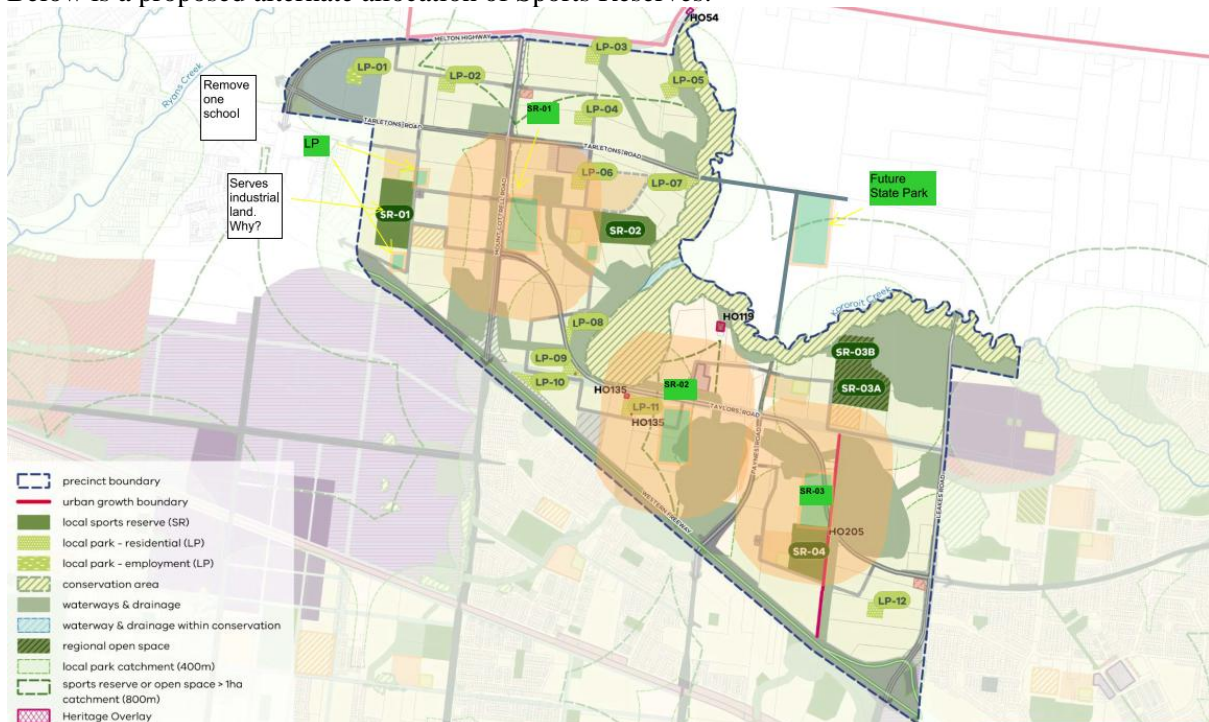 Below is a proposed alternate allocation of Sports Reserves.
HO54
MELTON HIGHWAY
LP-03
LP-01
LP-02
LP-05
Ryans Creek
Remove
one
school
SR-01
LP-04
TARLETONS ROAD
LP
TARLETONS ROAD
LP-06
LP-07
Future
State Park
Serves
industrial
land.
Why?
SR-01
MOUNT COTTRELL ROAD
SR-02
Kororoit Creek
LP-08
HO119
SR-03B
LP-09
SR-03A
LP-10
HO135
SR-02
LP-11
TAYLORS ROAD
HO135
PAYNES ROAD
SR-03
LEAKES ROAD
WESTERN FREEWAY
HO205
SR-04
LP-12
precinct boundary
urban growth boundary
local sports reserve (SR)
local park - residential (LP)
local park - employment (LP)
conservation area
waterways & drainage
waterway & drainage within conservation
regional open space
local park catchment (400m)
sports reserve or open space > 1ha
catchment (800m)
Heritage Overlay